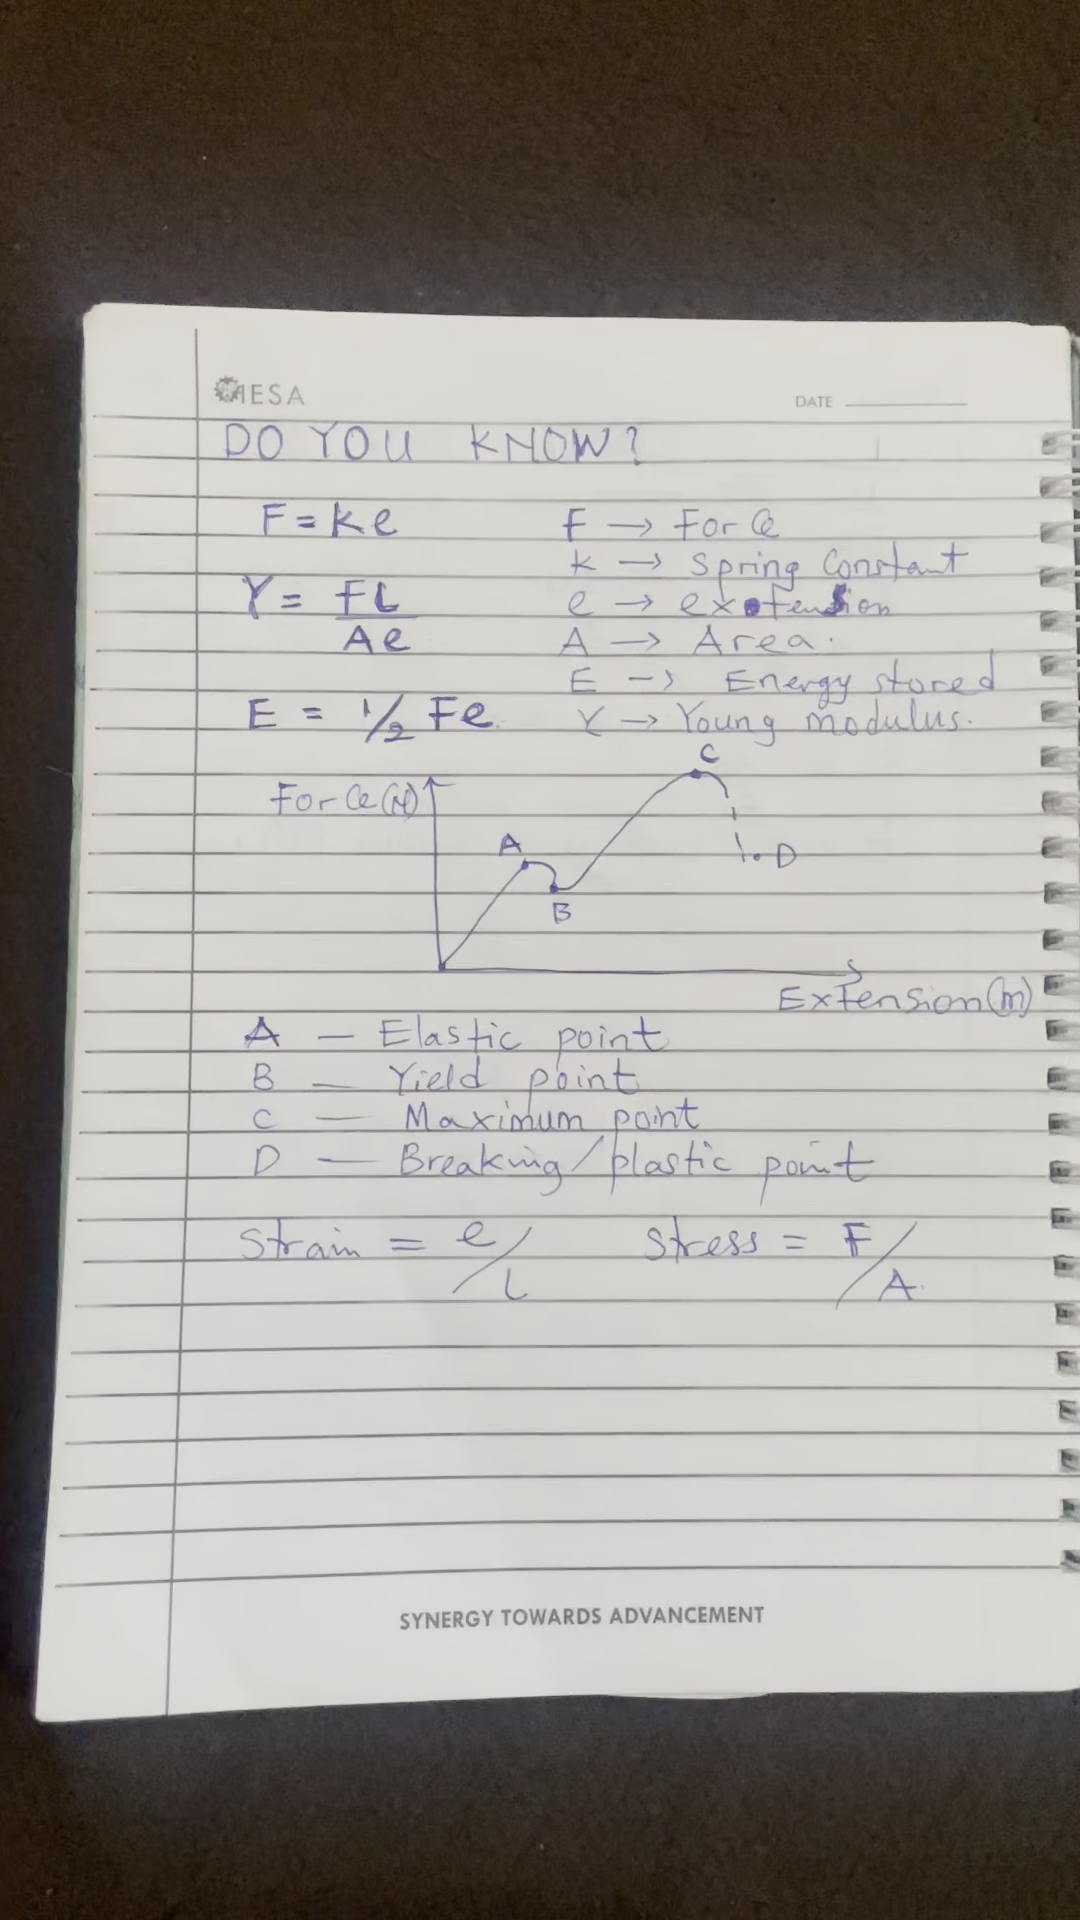 MESA
DATE
DO YOU KNOW?
F = ke
F → Force
k → Spring Constant
Y = FL/Ae
e → extension
A → Area.
E → Energy stored
E = 1/2 Fe.
Y → Young modulus.
C
Force (N)
A
D
B
Extension (m)
A — Elastic point
B — Yield point
C — Maximum point
D — Breaking/plastic point
Strain = e/L Stress = F/A.
SYNERGY TOWARDS ADVANCEMENT